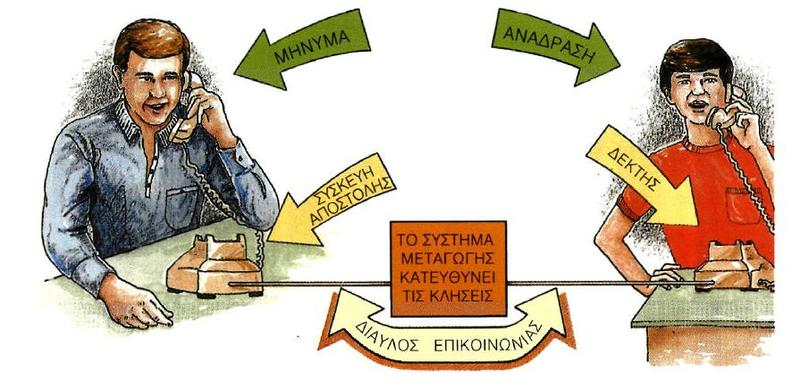 ΜΗΝΥΜΑ
ΑΝΑΔΡΑΣΗ
ΣΥΣΚΕΥΗ
ΑΠΟΣΤΟΛΗΣ
ΔΕΚΤΗΣ
ΤΟ ΣΥΣΤΗΜΑ
ΜΕΤΑΓΩΓΗΣ
ΚΑΤΕΥΘΥΝΕΙ
ΤΙΣ ΚΛΗΣΕΙΣ
ΔΙΑΥΛΟΣ ΕΠΙΚΟΙΝΩΝΙΑΣ